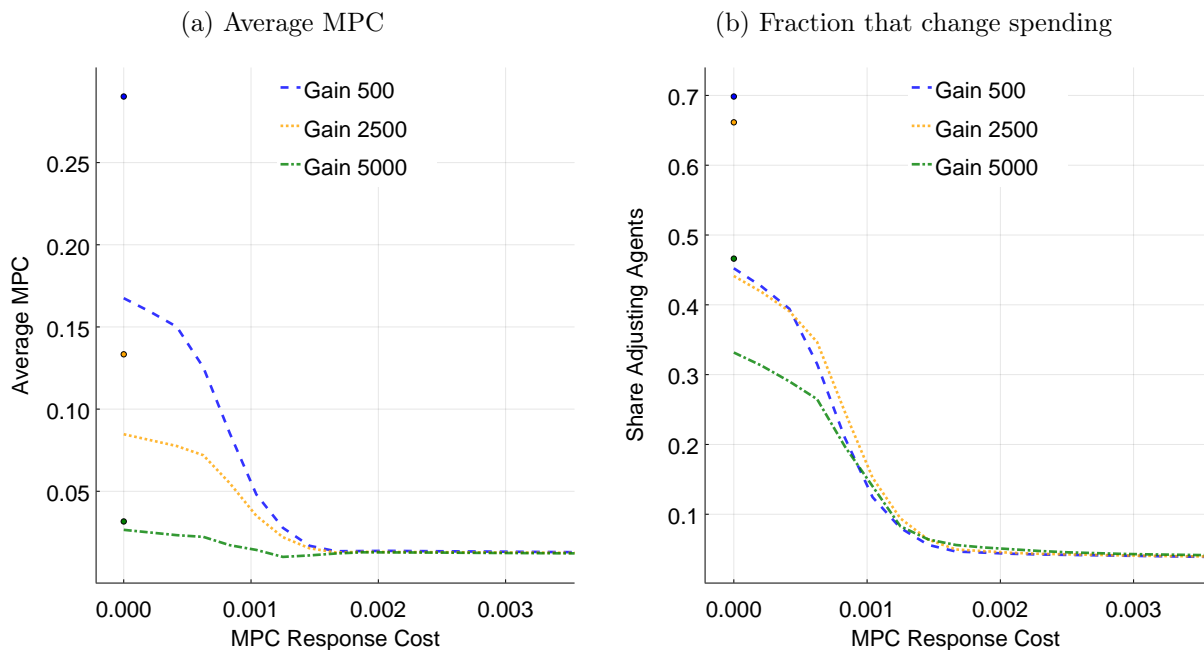 (a) Average MPC
Average MPC
0.25
0.20
0.15
0.10
0.05
Gain 500
Gain 2500
Gain 5000
0.000 0.001 0.002 0.003
MPC Response Cost
(b) Fraction that change spending
Share Adjusting Agents
0.7
0.6
0.5
0.4
0.3
0.2
0.1
Gain 500
Gain 2500
Gain 5000
0.000 0.001 0.002 0.003
MPC Response Cost